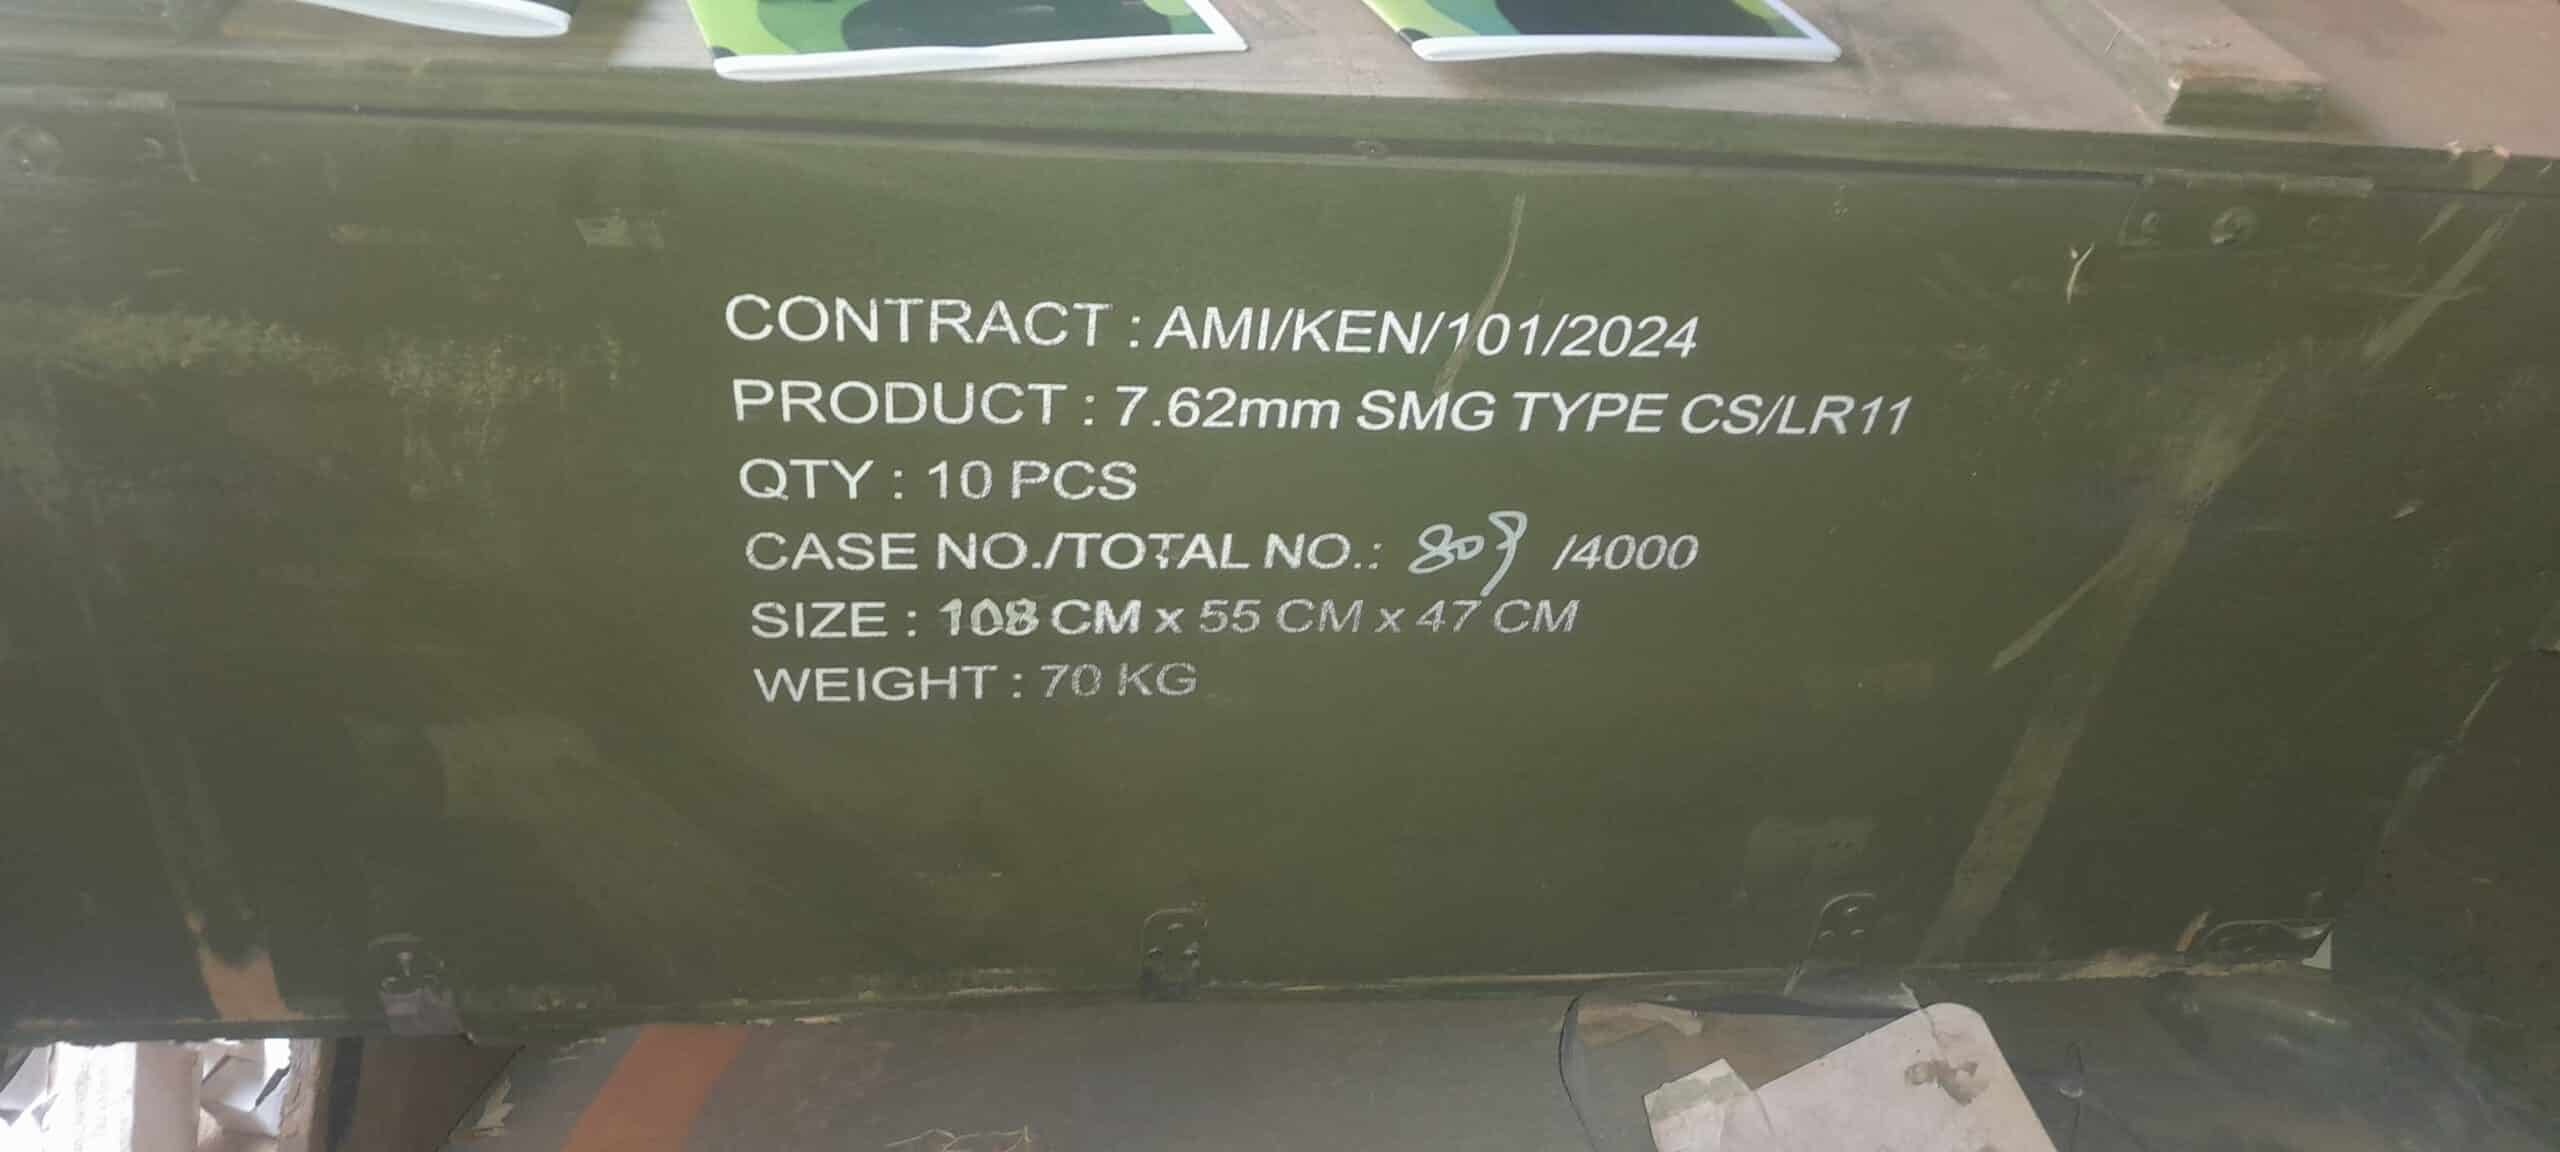 CONTRACT : AMI/KEN/101/2024
PRODUCT : 7.62mm SMG TYPE CS/LR11
QTY : 10 PCS
CASE NO./TOTAL NO.: 809 /4000
SIZE : 108 CM x 55 CM x 47 CM
WEIGHT : 70 KG